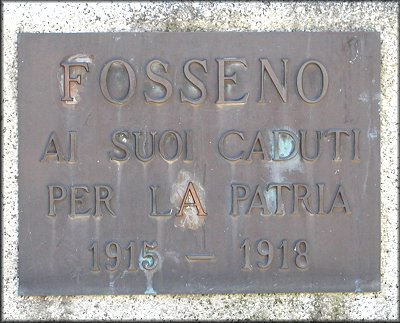 FOSSENO
AI SUOI CADUTI
PER LA PATRIA
1915 — 1918